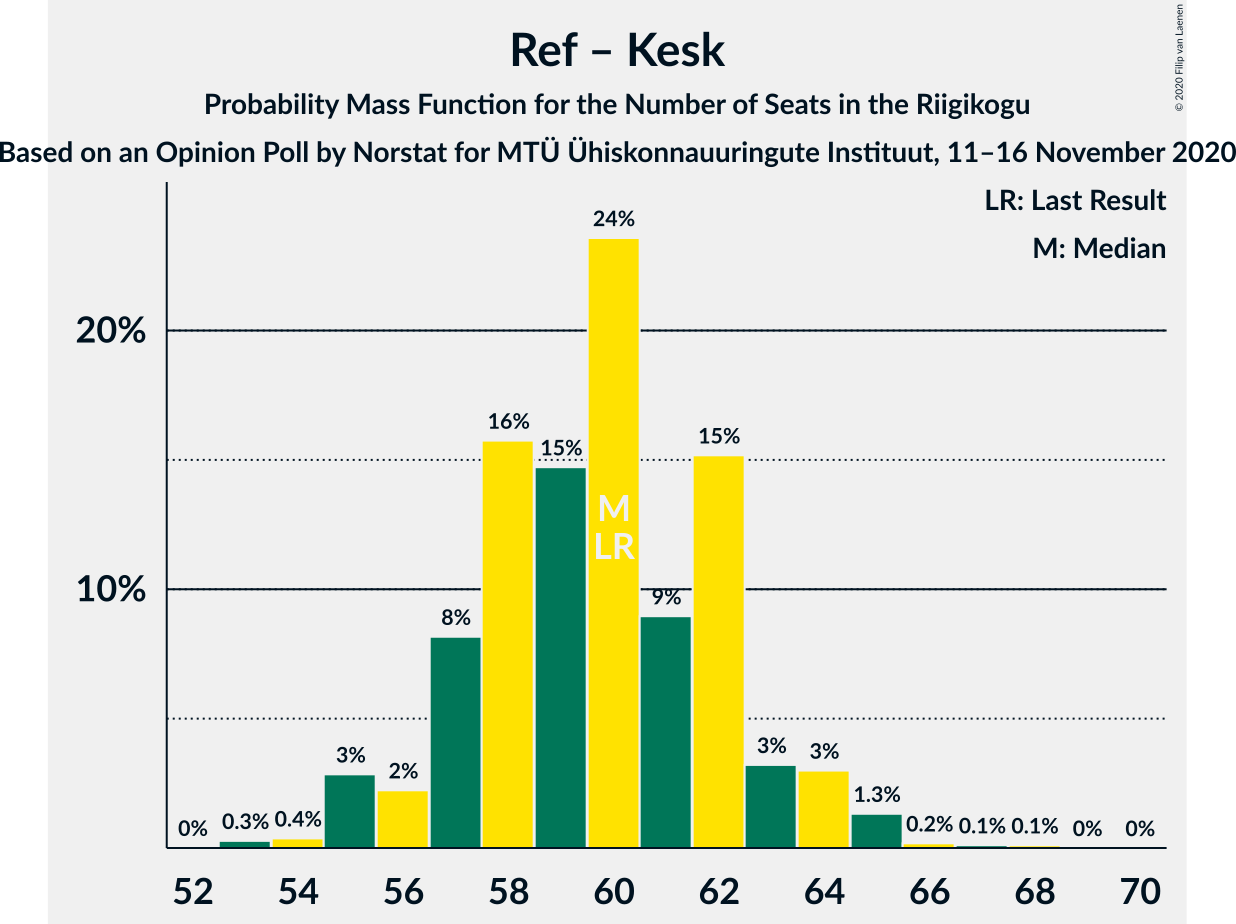 Ref – Kesk
Probability Mass Function for the Number of Seats in the Riigikogu
Based on an Opinion Poll by Norstat for MTÜ Ühiskonnauuringute Instituut, 11–16 November 2020
© 2020 Filip van Laenen
LR: Last Result
M: Median
24%
20%
16%
15%
15%
M
LR
10%
9%
8%
3%
2%
3%
3%
1.3%
0%
0.3%
0.4%
0.2%
0.1%
0.1%
0%
0%
52 54 56 58 60 62 64 66 68 70